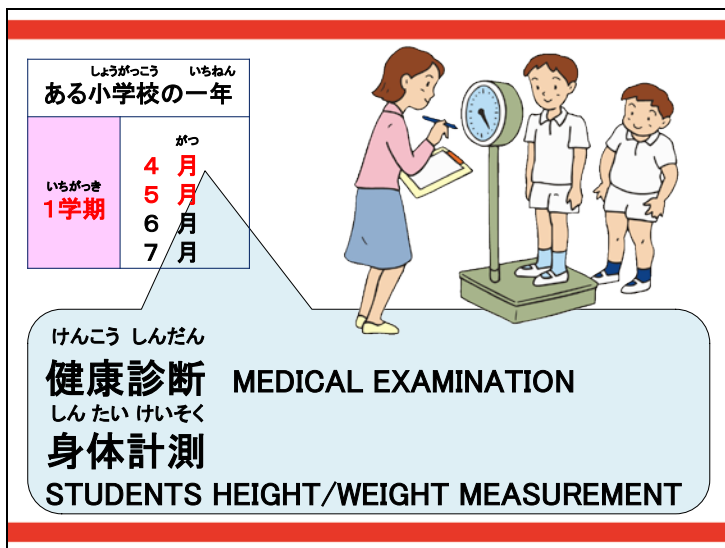 しょうがっこう いちねん
ある小学校の一年
いちがっき
1学期
がつ
4 月
5 月
6 月
7 月
けんこう しんだん
健康診断 MEDICAL EXAMINATION
しん たい けいそく
身体計測
STUDENTS HEIGHT/WEIGHT MEASUREMENT